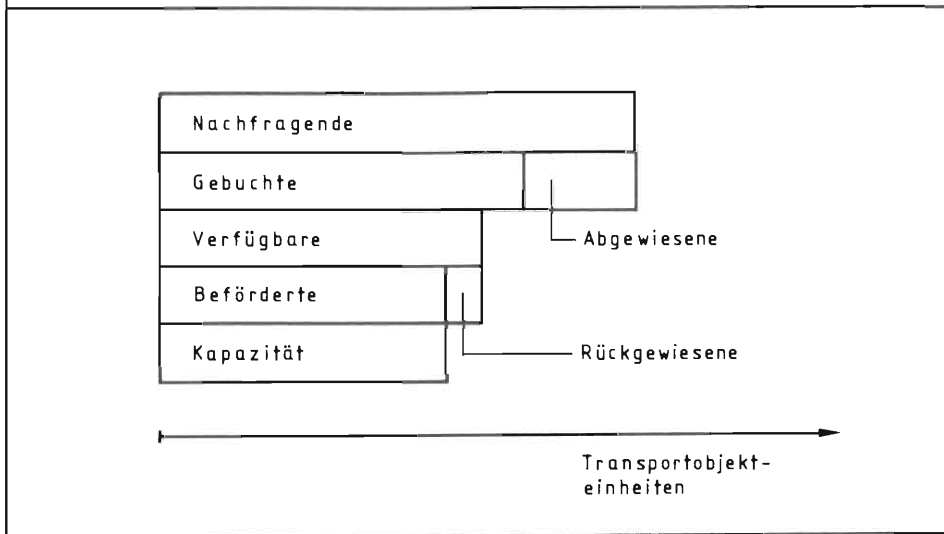 Nachfragende
Gebuchte
Verfügbare
Abgewiesene
Beförderte
Kapazität
Rückgewiesene
Transportobjekt-
einheiten